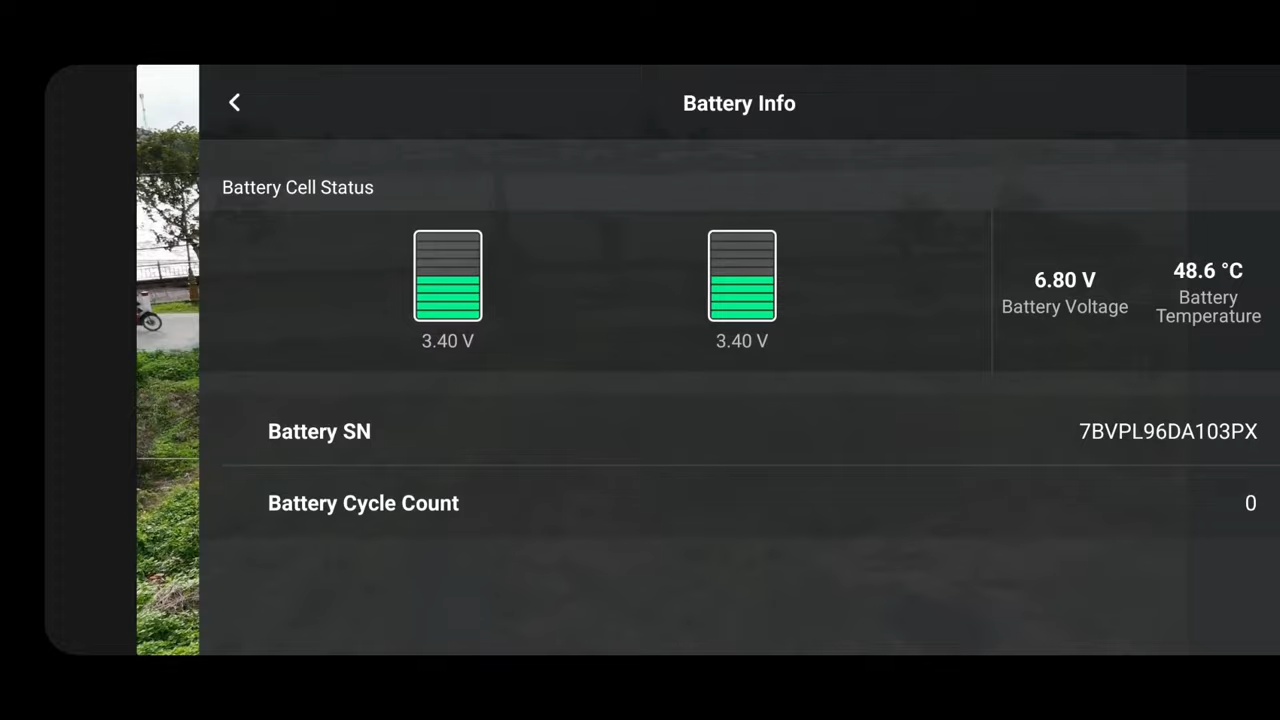 Battery Info
Battery Cell Status
3.40 V
3.40 V
6.80 V
Battery Voltage
48.6 °C
Battery
Temperature
Battery SN
7BVPL96DA103PX
Battery Cycle Count
0